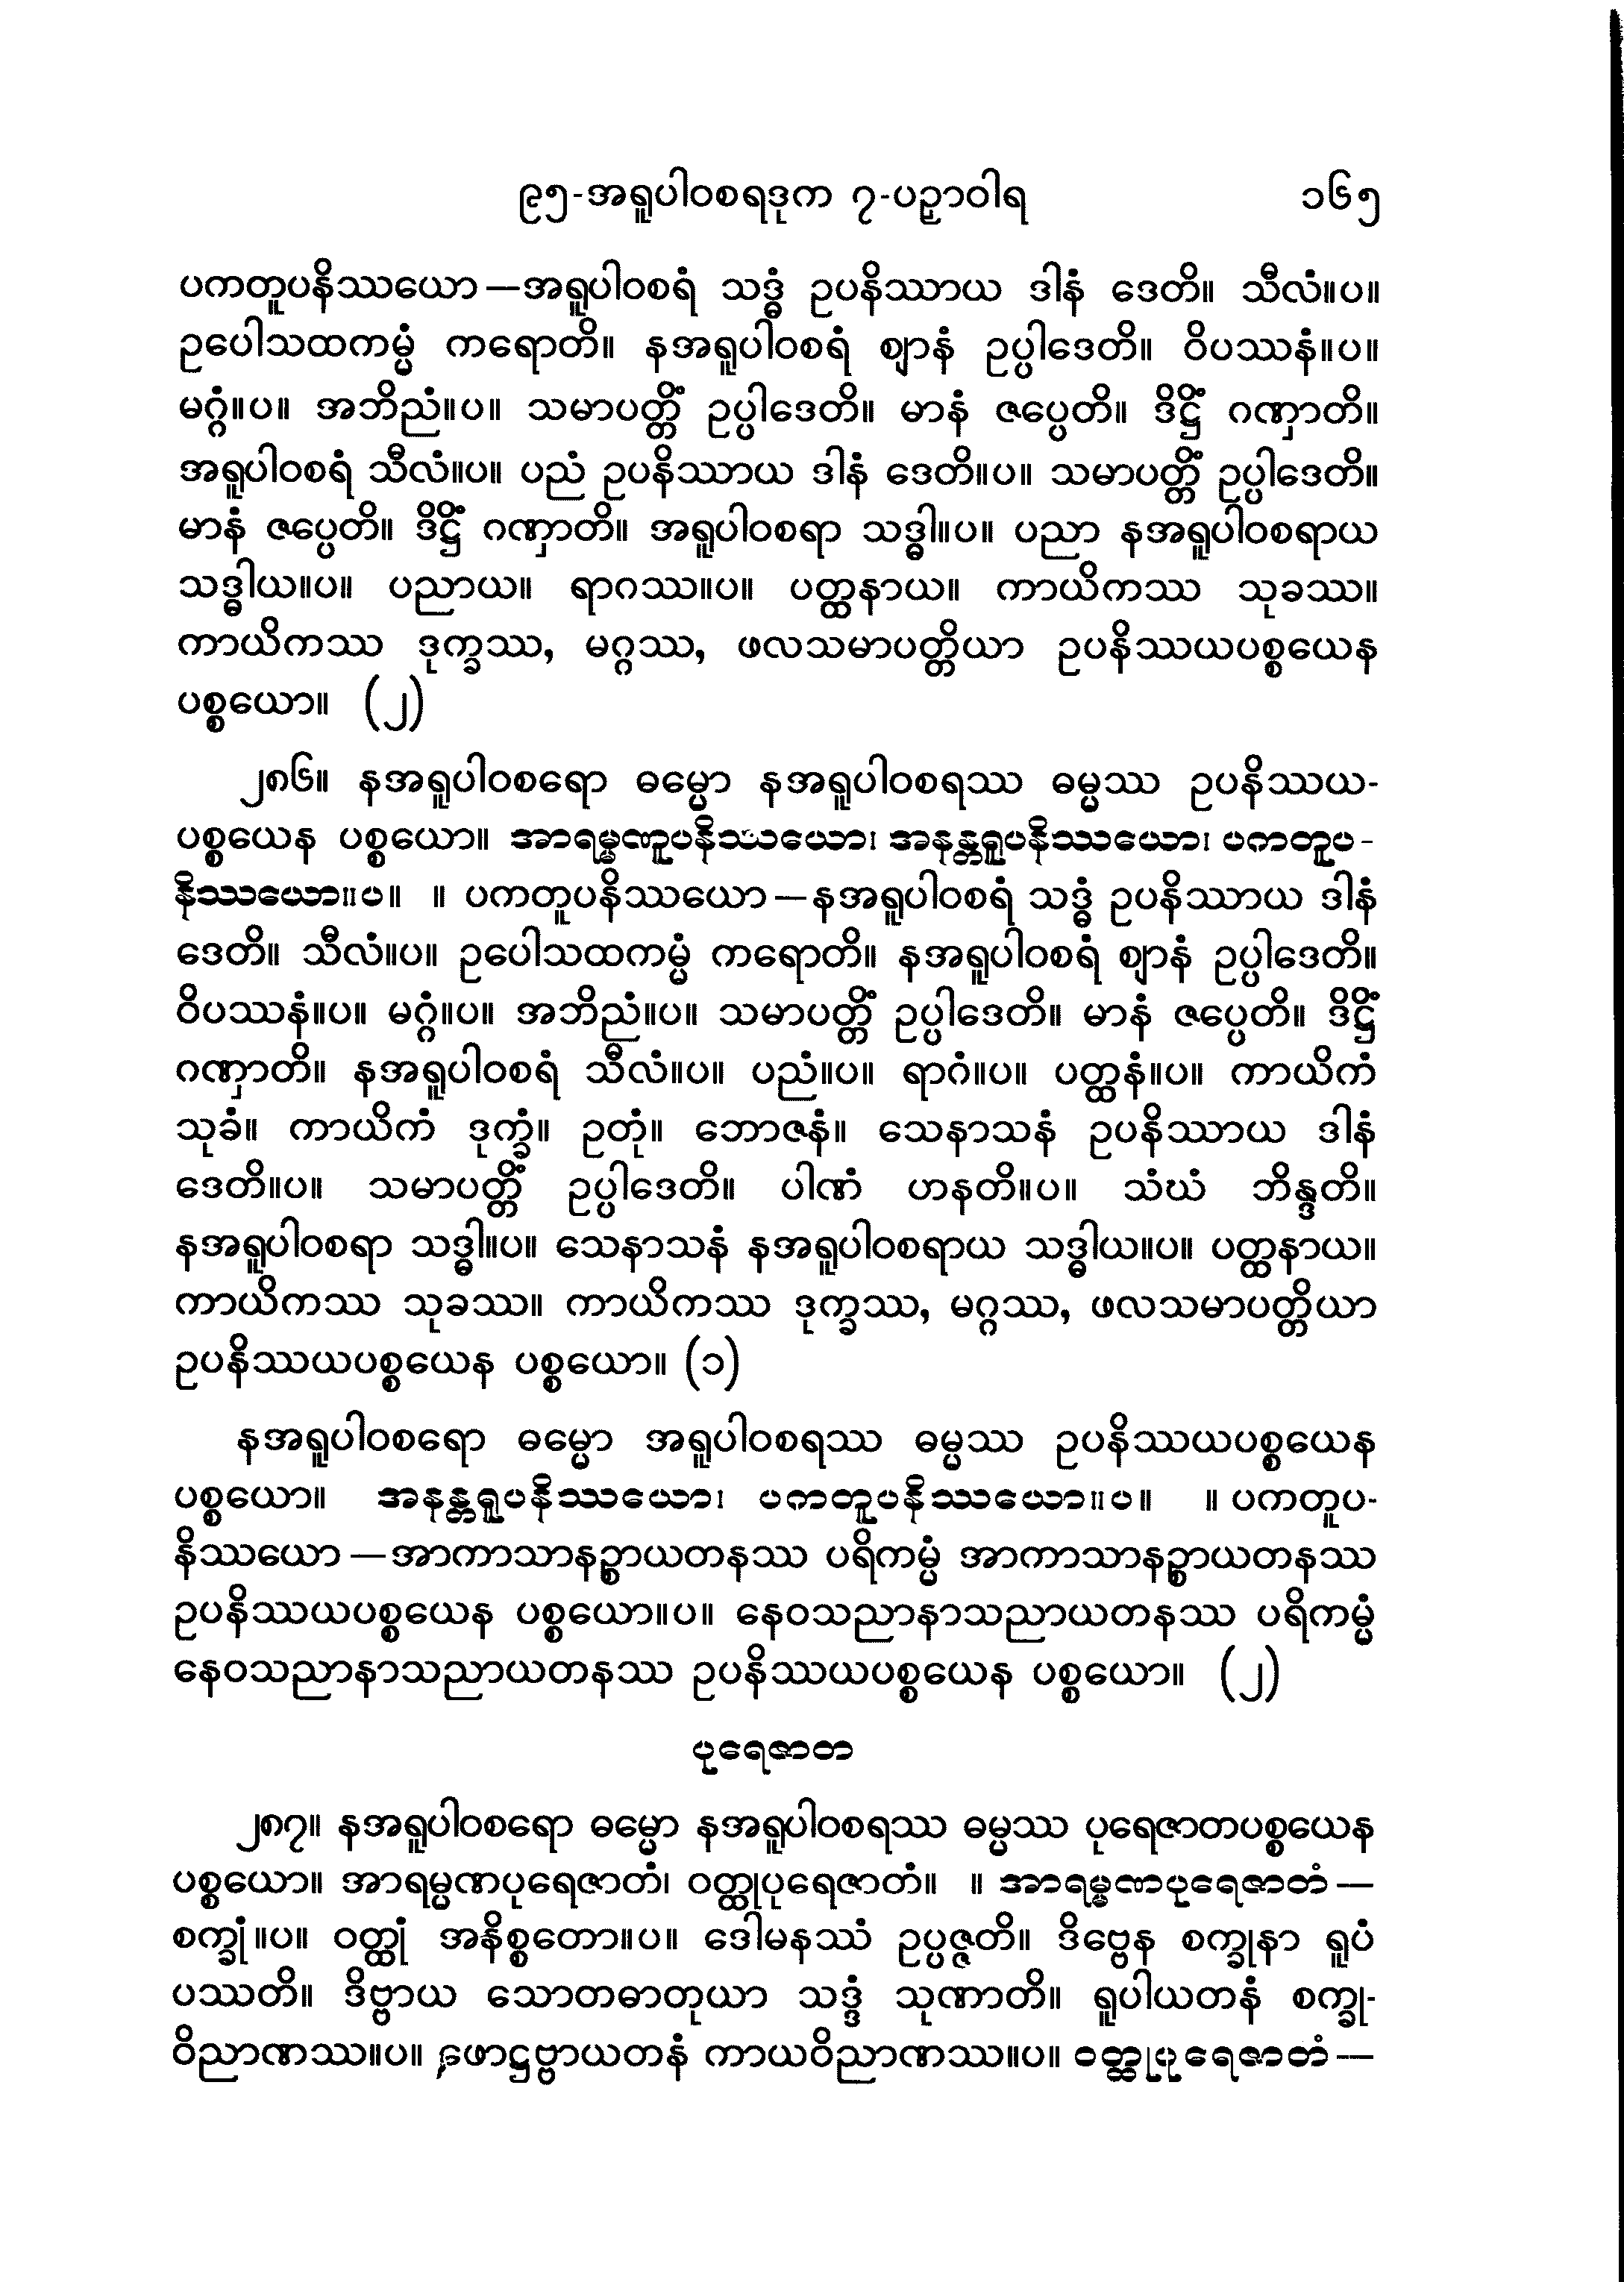 ၉၅-အရူပါဝစရဒုက ၇-ပဉှာဝါရ ၁၆၅
ပကတူပနိဿယော—အရူပါဝစရံ သဒ္ဓံ ဥပနိဿာယ ဒါနံ ဒေတိ။ သီလံ။ပ။
ဥပေါသထကမ္မံ ကရောတိ။ နအရူပါဝစရံ ဈာနံ ဥပ္ပါဒေတိ။ ဝိပဿနံ။ပ။
မဂ္ဂံ။ပ။ အဘိညံ။ပ။ သမာပတ္တိံ ဥပ္ပါဒေတိ။ မာနံ ဇပ္ပေတိ။ ဒိဋ္ဌိံ ဂဏှာတိ။
အရူပါဝစရံ သီလံ။ပ။ ပညံ ဥပနိဿာယ ဒါနံ ဒေတိ။ပ။ သမာပတ္တိံ ဥပ္ပါဒေတိ။
မာနံ ဇပ္ပေတိ။ ဒိဋ္ဌိံ ဂဏှာတိ။ အရူပါဝစရာ သဒ္ဓါ။ပ။ ပညာ နအရူပါဝစရာယ
သဒ္ဓါယ။ပ။ ပညာယ။ ရာဂဿ။ပ။ ပတ္ထနာယ။ ကာယိကဿ သုခဿ။
ကာယိကဿ ဒုက္ခဿ, မဂ္ဂဿ, ဖလသမာပတ္တိယာ ဥပနိဿယပစ္စယေန
ပစ္စယော။ (၂)
၂၈၆။ နအရူပါဝစရော ဓမ္မော နအရူပါဝစရဿ ဓမ္မဿ ဥပနိဿယ-
ပစ္စယေန ပစ္စယော။ အာရမ္မဏူပနိဿယော၊ အနန္တရူပနိဿယော၊ ပကတူပ-
နိဿယော။ပ။ ။ ပကတူပနိဿယော—နအရူပါဝစရံ သဒ္ဓံ ဥပနိဿာယ ဒါနံ
ဒေတိ။ သီလံ။ပ။ ဥပေါသထကမ္မံ ကရောတိ။ နအရူပါဝစရံ ဈာနံ ဥပ္ပါဒေတိ။
ဝိပဿနံ။ပ။ မဂ္ဂံ။ပ။ အဘိညံ။ပ။ သမာပတ္တိံ ဥပ္ပါဒေတိ။ မာနံ ဇပ္ပေတိ။ ဒိဋ္ဌိံ
ဂဏှာတိ။ နအရူပါဝစရံ သီလံ။ပ။ ပညံ။ပ။ ရာဂံ။ပ။ ပတ္ထနံ။ပ။ ကာယိကံ
သုခံ။ ကာယိကံ ဒုက္ခံ။ ဥတုံ။ ဘောဇနံ။ သေနာသနံ ဥပနိဿာယ ဒါနံ
ဒေတိ။ပ။ သမာပတ္တိံ ဥပ္ပါဒေတိ။ ပါဏံ ဟနတိ။ပ။ သံဃံ ဘိန္ဒတိ။
နအရူပါဝစရာ သဒ္ဓါ။ပ။ သေနာသနံ နအရူပါဝစရာယ သဒ္ဓါယ။ပ။ ပတ္ထနာယ။
ကာယိကဿ သုခဿ။ ကာယိကဿ ဒုက္ခဿ, မဂ္ဂဿ, ဖလသမာပတ္တိယာ
ဥပနိဿယပစ္စယေန ပစ္စယော။ (၁)
နအရူပါဝစရော ဓမ္မော အရူပါဝစရဿ ဓမ္မဿ ဥပနိဿယပစ္စယေန
ပစ္စယော။ အနန္တရူပနိဿယော၊ ပကတူပနိဿယော။ပ။ ။ ပကတူပ-
နိဿယော—အာကာသာနဉ္စာယတနဿ ပရိကမ္မံ အာကာသာနဉ္စာယတနဿ
ဥပနိဿယပစ္စယေန ပစ္စယော။ပ။ နေဝသညာနာသညာယတနဿ ပရိကမ္မံ
နေဝသညာနာသညာယတနဿ ဥပနိဿယပစ္စယေန ပစ္စယော။ (၂)
ပုရေဇာတ
၂၈၇။ နအရူပါဝစရော ဓမ္မော နအရူပါဝစရဿ ဓမ္မဿ ပုရေဇာတပစ္စယေန
ပစ္စယော။ အာရမ္မဏပုရေဇာတံ၊ ဝတ္ထုပုရေဇာတံ။ ။ အာရမ္မဏပုရေဇာတံ—
စက္ခုံ။ပ။ ဝတ္ထုံ အနိစ္စတော။ပ။ ဒေါမနဿံ ဥပ္ပဇ္ဇတိ။ ဒိဗ္ဗေန စက္ခုနာ ရူပံ
ပဿတိ။ ဒိဗ္ဗာယ သောတဓာတုယာ သဒ္ဒံ သုဏာတိ။ ရူပါယတနံ စက္ခု-
ဝိညာဏဿ။ပ။ ဖောဋ္ဌဗ္ဗာယတနံ ကာယဝိညာဏဿ။ပ။ ဝတ္ထုပုရေဇာတံ—